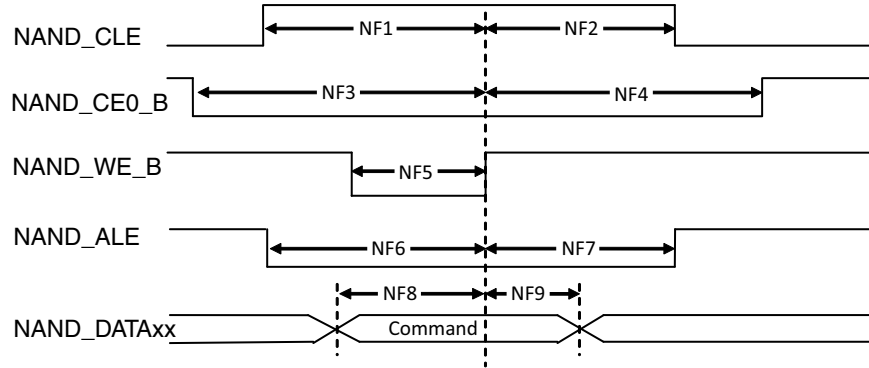 NAND_CLE NF1 NF2
NAND_CE0_B NF3 NF4
NAND_WE_B NF5
NAND_ALE NF6 NF7
NF8 NF9
NAND_DATAxx Command